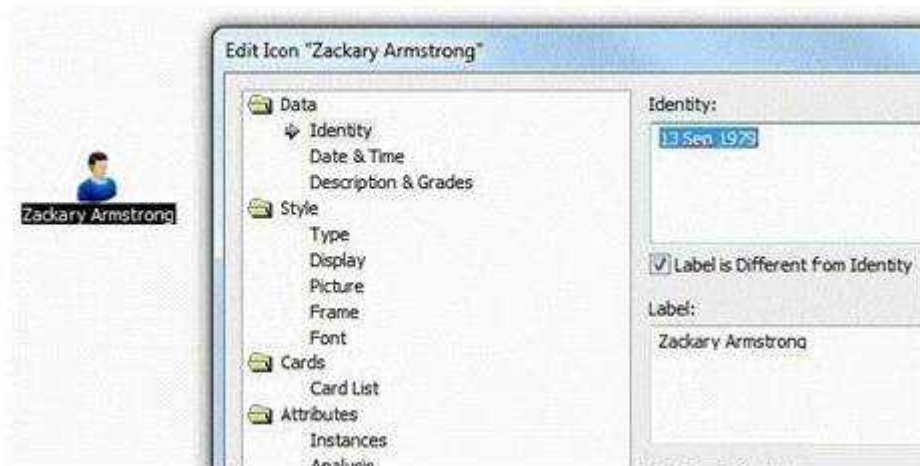 Edit Icon "Zackary Armstrong"
Zackary Armstrong
Data
Identity
Date & Time
Description & Grades
Style
Type
Display
Picture
Frame
Font
Cards
Card List
Attributes
Instances
Analysis
Identity:
13 Sep 1979
Label is Different from Identity
Label:
Zackary Armstrong